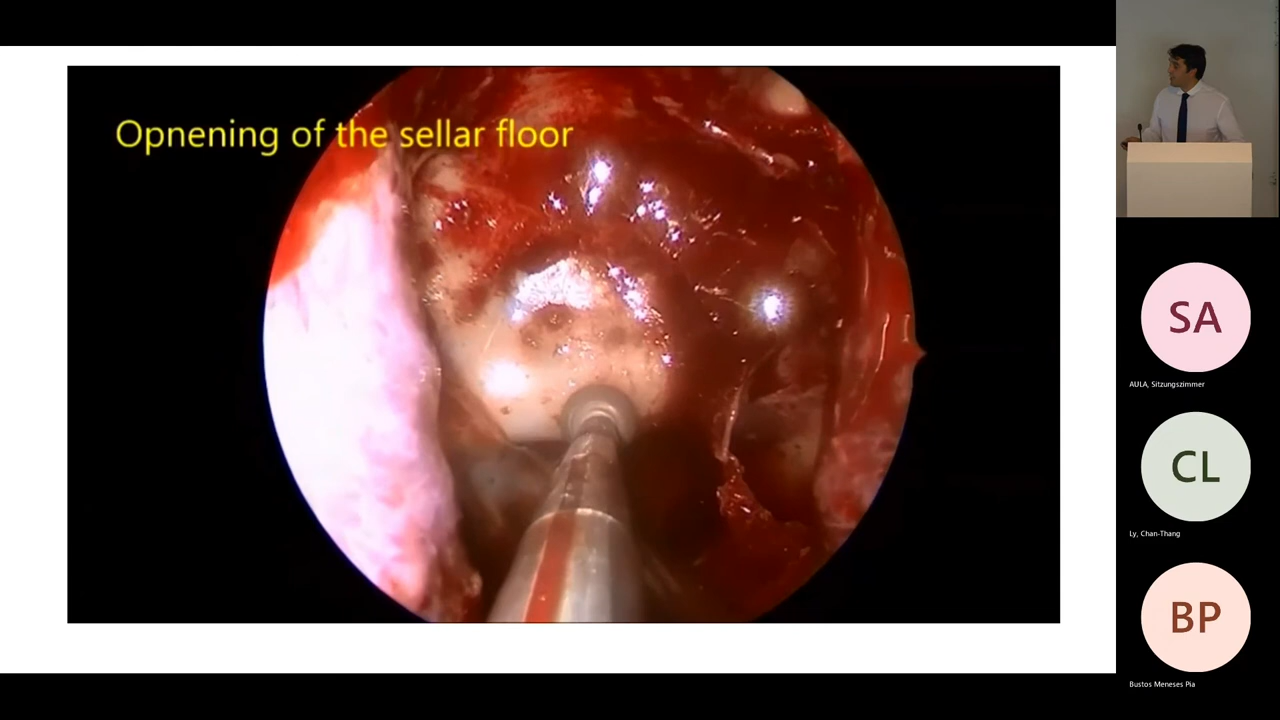 Opnening of the sellar floor
SA
AULA, Sitzungszimmer
CL
Ly, Chan-Thang
BP
Bustos Meneses Pia